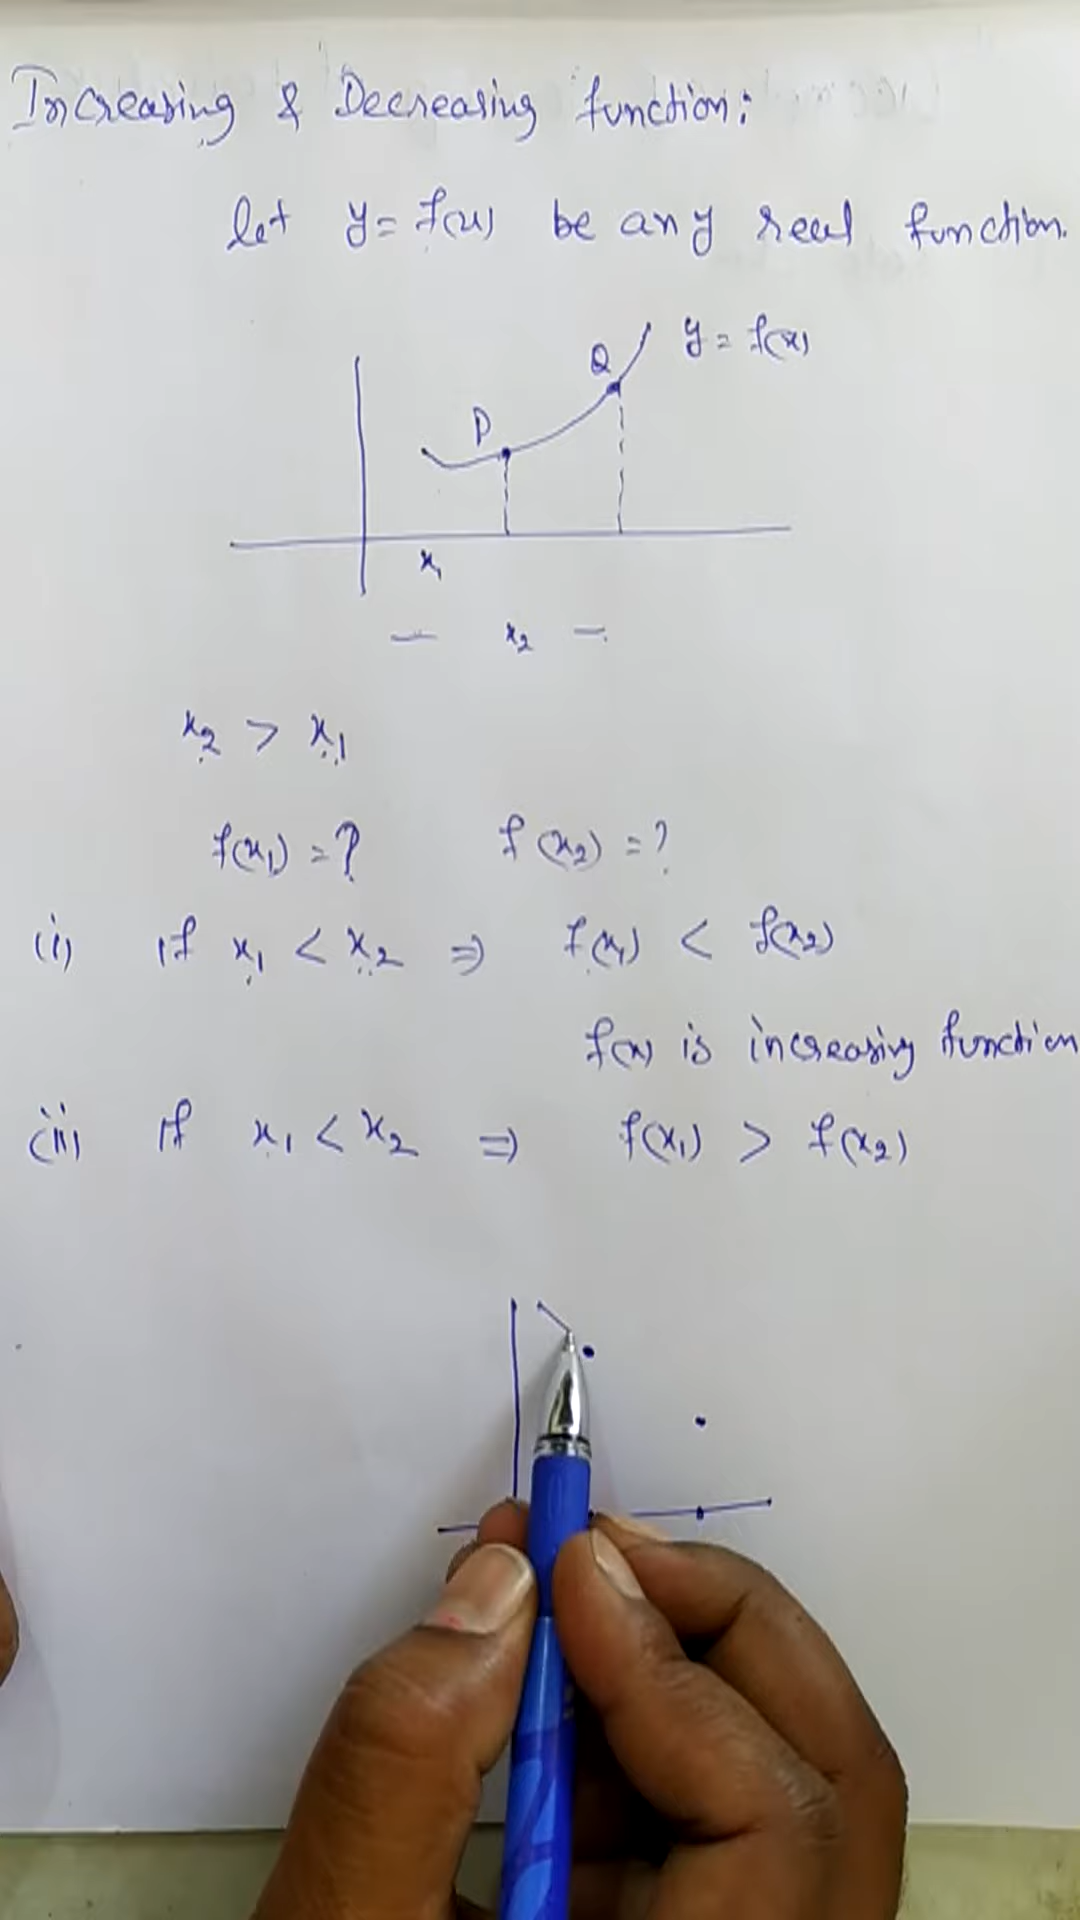 Increasing & Decreasing function:
let y = f(x) be any real function.
Q y = f(x)
P
x₁
— x₂ —
x₂ > x₁
f(x₁) = ? f(x₂) = ?
(i) if x₁ < x₂ ⇒ f(x₁) < f(x₂)
f(x) is increasing function
(ii) if x₁ < x₂ ⇒ f(x₁) > f(x₂)